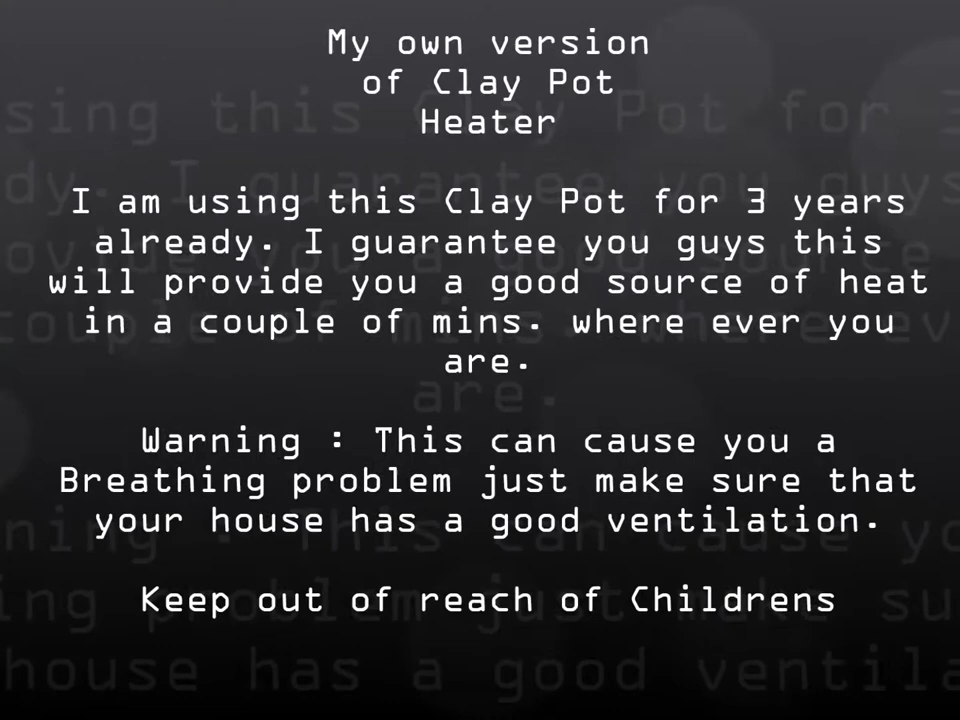 My own version
of Clay Pot
Heater
I am using this Clay Pot for 3 years
already. I guarantee you guys this
will provide you a good source of heat
in a couple of mins. where ever you
are.
Warning : This can cause you a
Breathing problem just make sure that
your house has a good ventilation.
Keep out of reach of Childrens